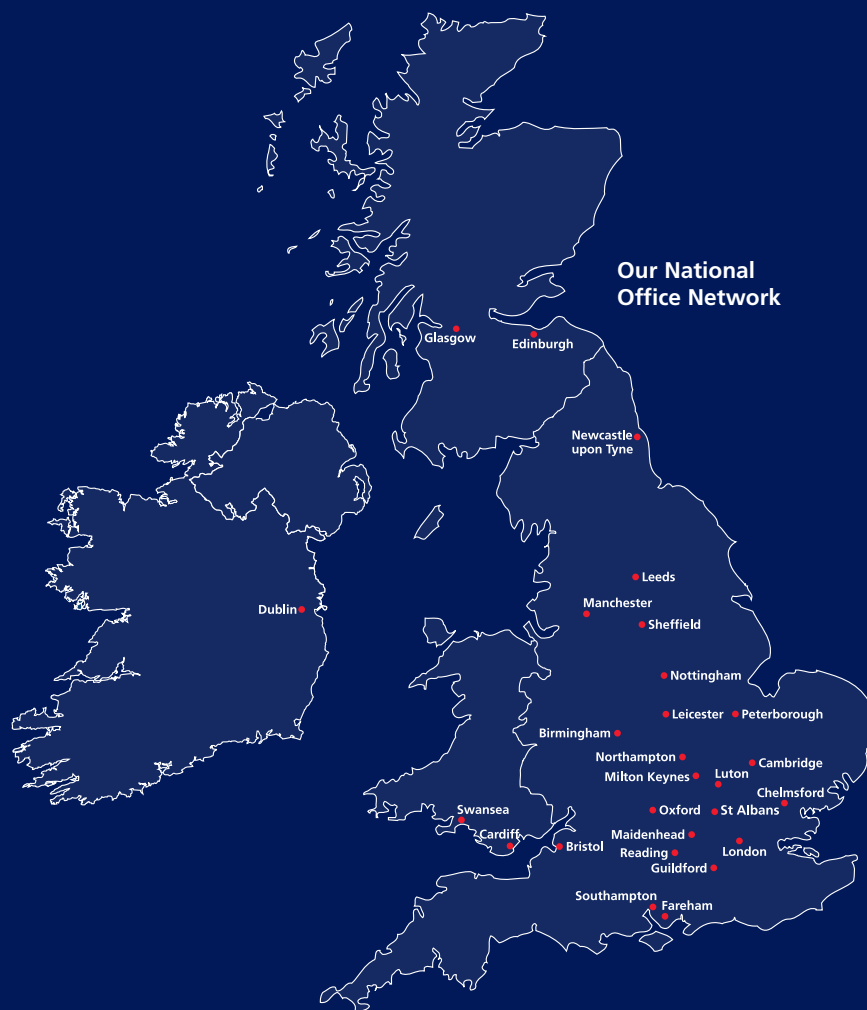 Our National
Office Network
Glasgow
Edinburgh
Newcastle
upon Tyne
Leeds
Manchester
Dublin
Sheffield
Nottingham
Leicester
Peterborough
Birmingham
Northampton
Cambridge
Milton Keynes
Luton
Chelmsford
Swansea
Oxford
St Albans
Cardiff
Bristol
Maidenhead
London
Reading
Guildford
Southampton
Fareham